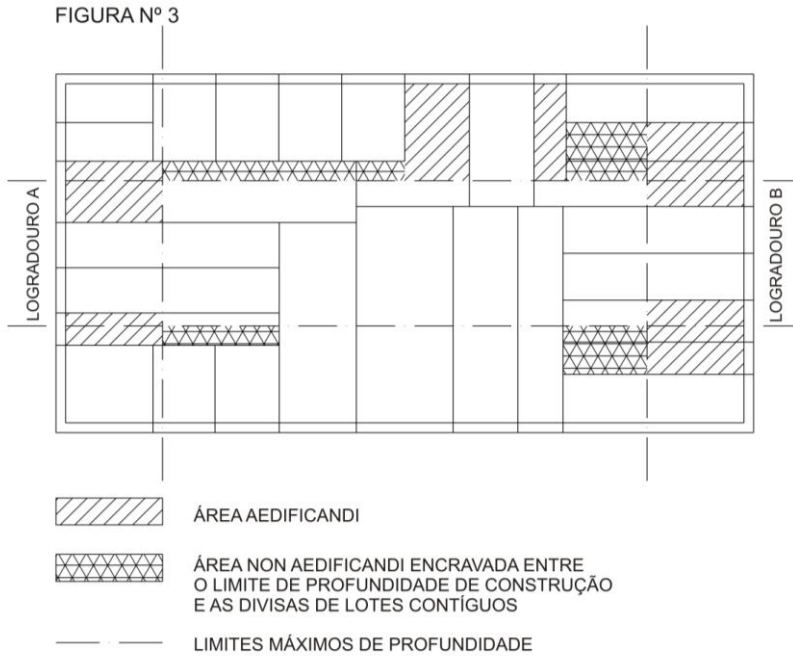 FIGURA Nº 3
LOGRADOURO A
LOGRADOURO B
ÁREA AEDIFICANDI
ÁREA NON AEDIFICANDI ENCRAVADA ENTRE
O LIMITE DE PROFUNDIDADE DE CONSTRUÇÃO
E AS DIVISAS DE LOTES CONTÍGUOS
LIMITES MÁXIMOS DE PROFUNDIDADE